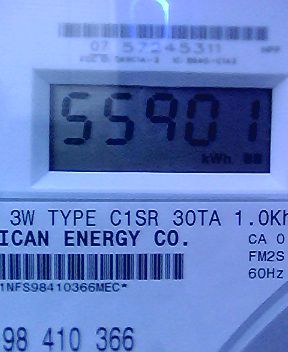 07 57245311
55901
kWh
3W TYPE C1SR 30TA 1.0Kh
ICAN ENERGY CO.
CA 0
FM2S
60Hz
1NFS98410366MEC*
98 410 366